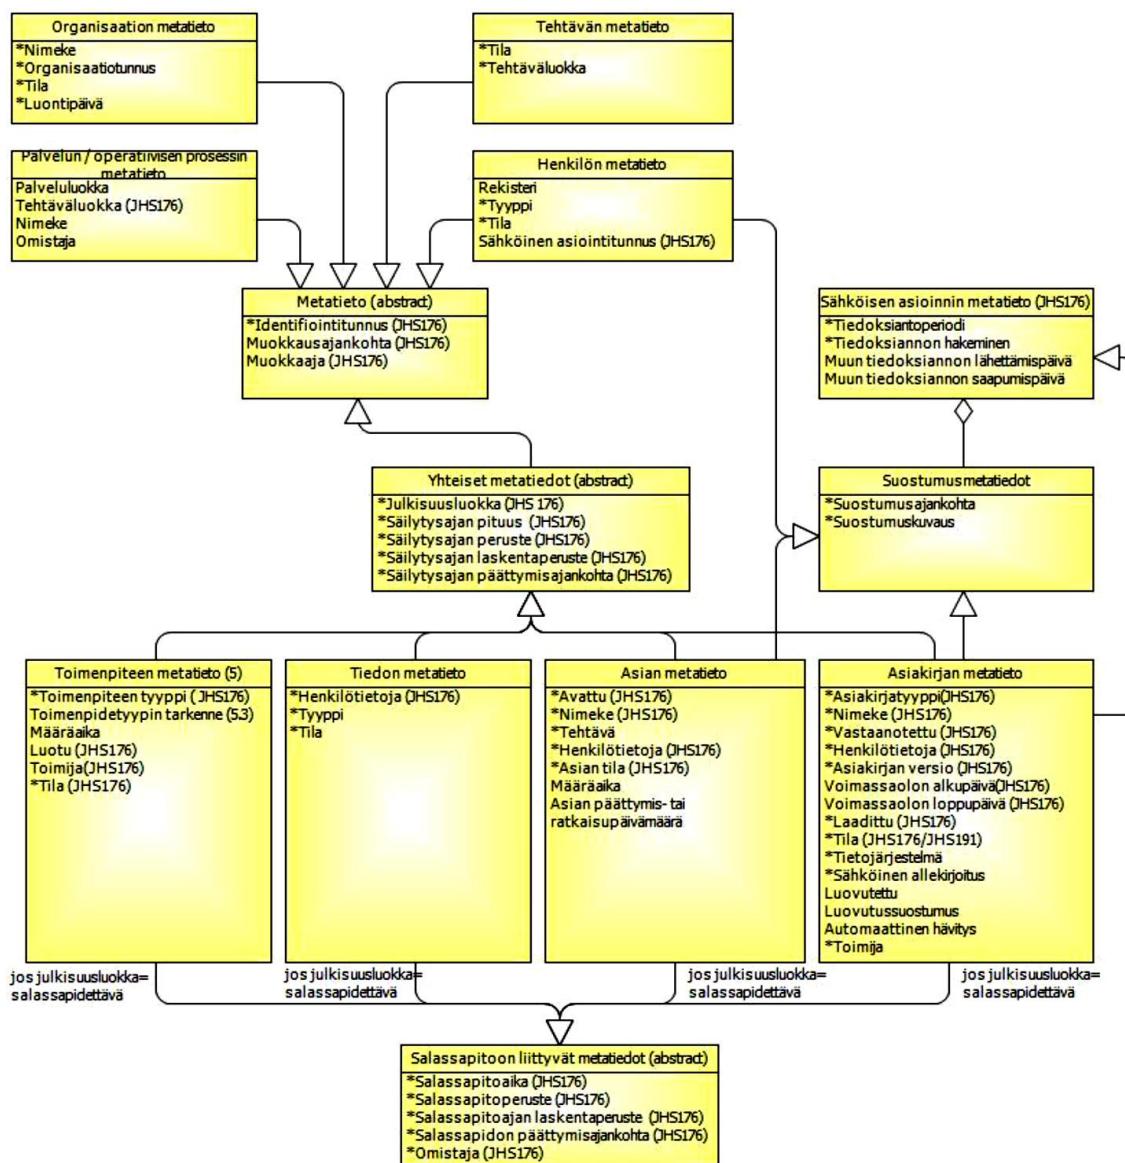 Organisaation metatieto
*Nimeke
*Organisaatiotunnus
*Tila
*Luontipäivä
Tehtävän metatieto
*Tila
*Tehtäväluokka
Palvelun / operatiivisen prosessin
metatieto
Palveluluokka
Tehtäväluokka (JHS176)
Nimeke
Omistaja
Henkilön metatieto
Rekisteri
*Tyyppi
*Tila
Sähköinen asiointitunnus (JHS176)
Metatieto (abstract)
*Identifiointitunnus (JHS176)
Muokkausajankohta (JHS176)
Muokkaaja (JHS176)
Sähköisen asioinnin metatieto (JHS176)
*Tiedoksiantoperiodi
*Tiedoksiannon hakeminen
Muun tiedoksiannon lähettämispäivä
Muun tiedoksiannon saapumispäivä
Yhteiset metatiedot (abstract)
*Julkisuusluokka (JHS 176)
*Säilytysajan pituus (JHS176)
*Säilytysajan peruste (JHS176)
*Säilytysajan laskentaperuste (JHS176)
*Säilytysajan päättymisajankohta (JHS176)
Suostumusmetatiedot
*Suostumusajankohta
*Suostumuskuvaus
Toimenpiteen metatieto (5)
*Toimenpiteen tyyppi ( JHS176)
Toimenpidetyypin tarkenne (5.3)
Määräaika
Luotu (JHS176)
Toimija(JHS176)
*Tila (JHS176)
Tiedon metatieto
*Henkilötietoja (JHS176)
*Tyyppi
*Tila
Asian metatieto
*Avattu (JHS176)
*Nimeke (JHS176)
*Tehtävä
*Henkilötietoja (JHS176)
*Asian tila (JHS176)
Määräaika
Asian päättymis- tai
ratkaisupäivämäärä
Asiakirjan metatieto
*Asiakirjatyyppi(JHS176)
*Nimeke (JHS176)
*Vastaanotettu (JHS176)
*Henkilötietoja (JHS176)
*Asiakirjan versio (JHS176)
Voimassaolon alkupäivä(JHS176)
Voimassaolon loppupäivä (JHS176)
*Laadittu (JHS176)
*Tila (JHS176/JHS191)
*Tietojärjestelmä
*Sähköinen allekirjoitus
Luovutettu
Luovutussuostumus
Automaattinen hävitys
*Toimija
jos julkisuusluokka=
salassapidettävä
jos julkisuusluokka=
salassapidettävä
jos julkisuusluokka=
salassapidettävä
jos julkisuusluokka=
salassapidettävä
Salassapitoon liittyvät metatiedot (abstract)
*Salassapitoaika (JHS176)
*Salassapitoperuste (JHS176)
*Salassapitoajan laskentaperuste (JHS176)
*Salassapidon päättymisajankohta (JHS176)
*Omistaja (JHS176)